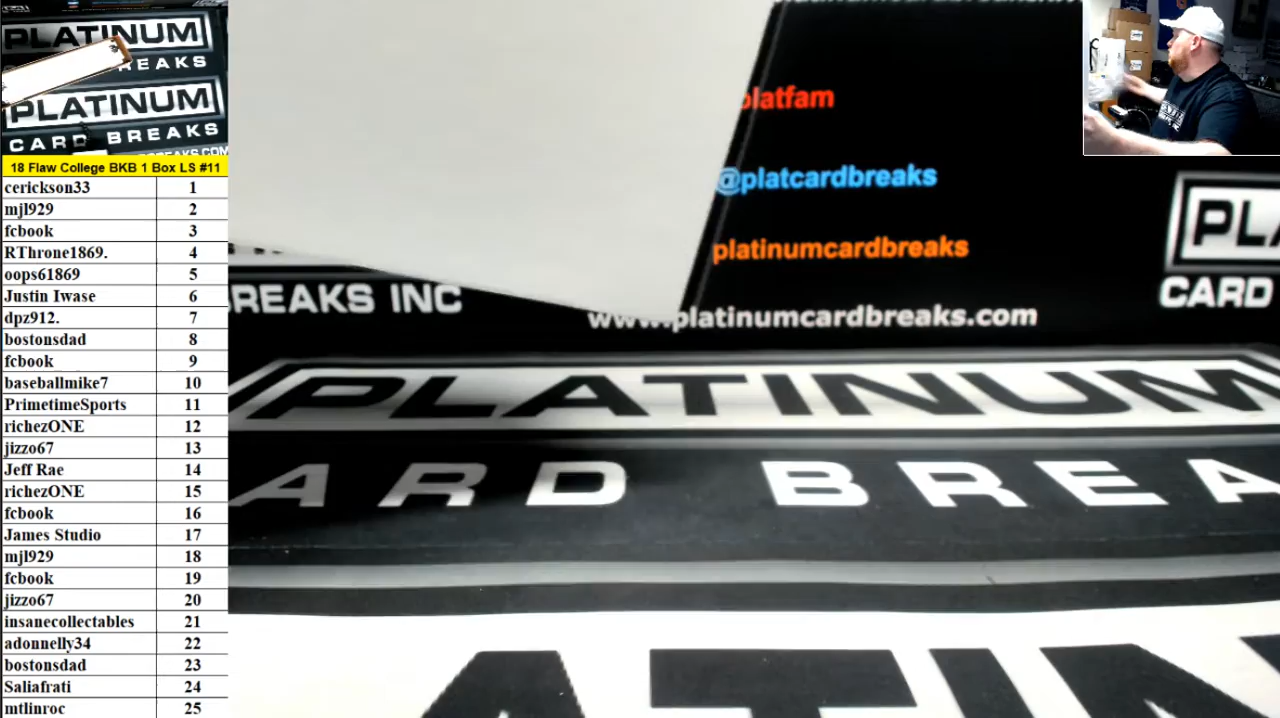 PLATINUM
REAKS
PLATINUM
CARD BREAKS
18 Flaw College BKB 1 Box LS #11
cerickson33 1
mjl929 2
fcbook 3
RThrone1869. 4
oops61869 5
Justin Iwase 6
dpz912. 7
bostonsdad 8
fcbook 9
baseballmike7 10
PrimetimeSports 11
richezONE 12
jizzo67 13
Jeff Rae 14
richezONE 15
fcbook 16
James Studio 17
mjl929 18
fcbook 19
jizzo67 20
insanecollectables 21
adonnelly34 22
bostonsdad 23
Saliafrati 24
mtlinroc 25
platfam
@platcardbreaks
platinumcardbreaks
www.platinumcardbreaks.com
REAKS INC
PLA
CARD
PLATINUM
ARD BREA
ATIN